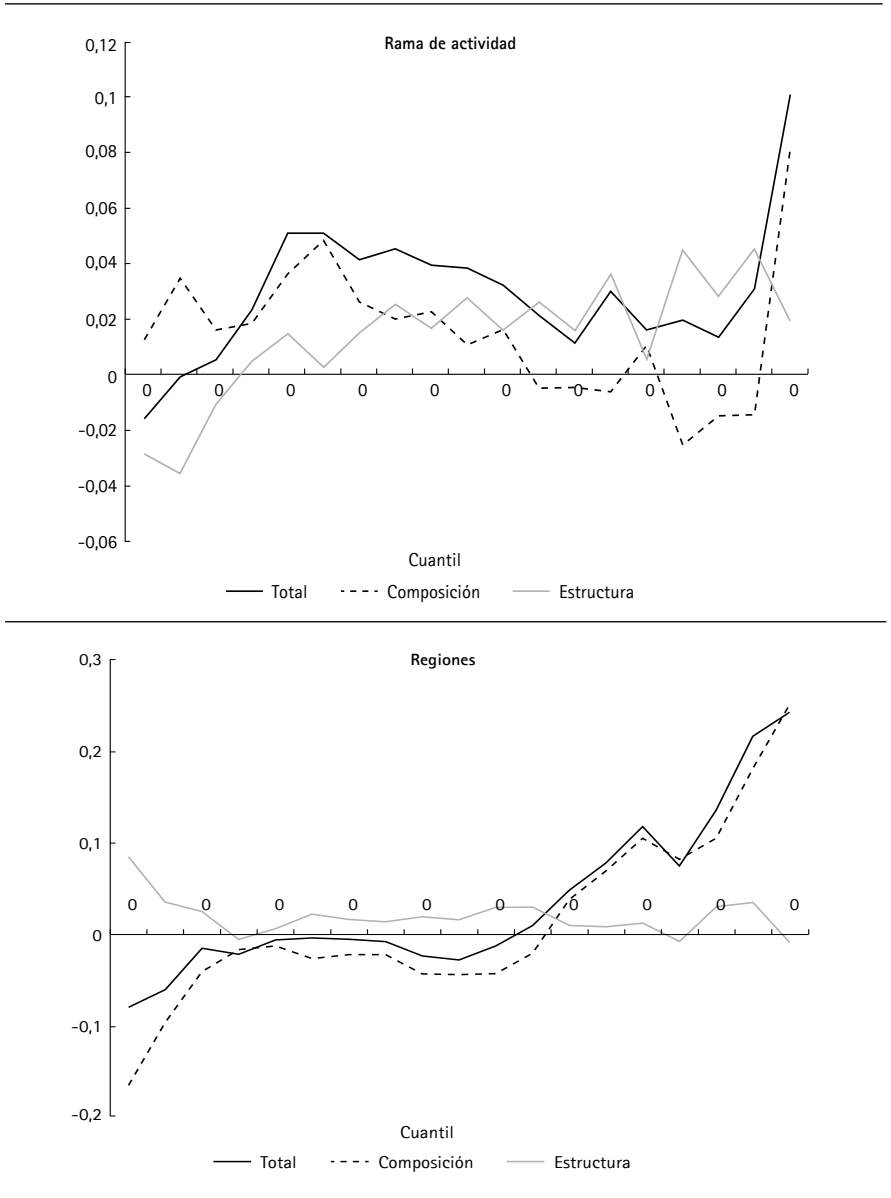 Rama de actividad
0,12
0,1
0,08
0,06
0,04
0,02
0
0 0 0 0 0 0 0 0 0 0
-0,02
-0,04
-0,06
Cuantil
Total Composición Estructura
Regiones
0,3
0,2
0,1
0 0 0 0 0 0 0 0 0 0
0
-0,1
-0,2
Cuantil
Total Composición Estructura